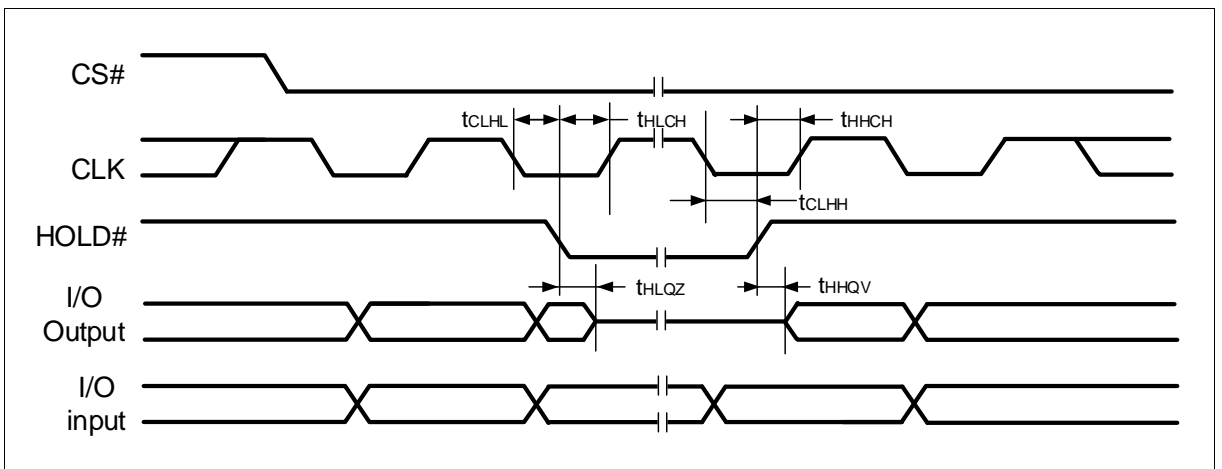 CS#
tCLHL
tHLCH
tHHCH
CLK
tCLHH
HOLD#
tHLQZ
tHHQV
I/O
Output
I/O
input